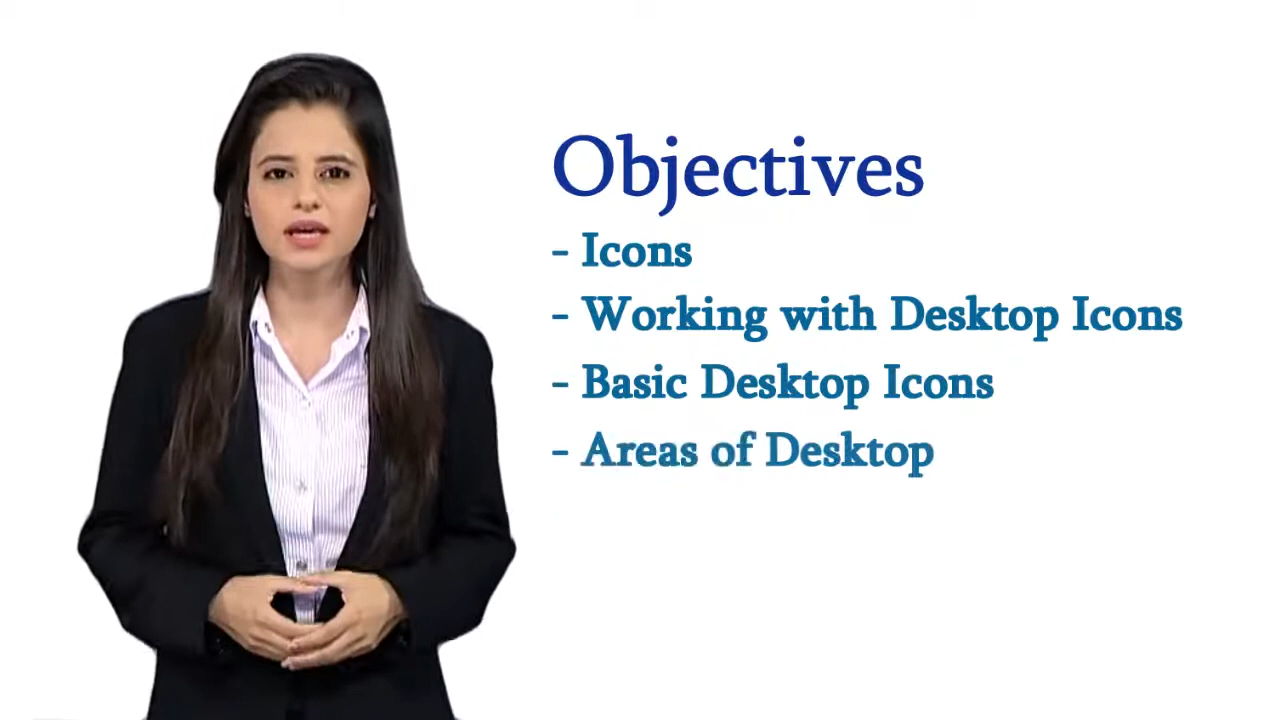 Objectives
- Icons
- Working with Desktop Icons
- Basic Desktop Icons
- Areas of Desktop